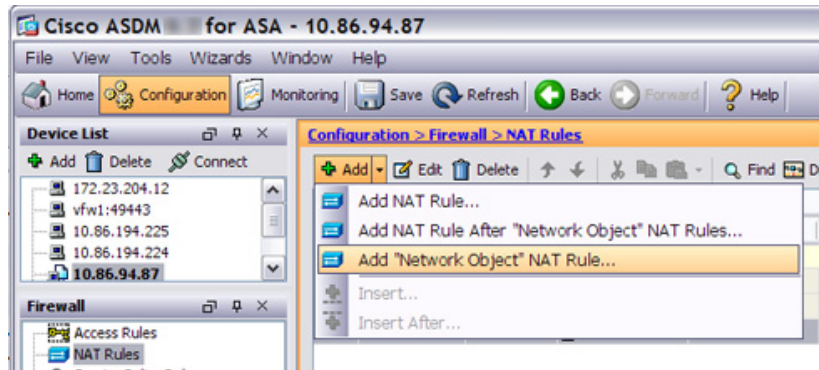 Cisco ASDM for ASA - 10.86.94.87
File View Tools Wizards Window Help
Home Configuration Monitoring Save Refresh Back Forward Help
Device List
Add Delete Connect
172.23.204.12
vfw1:49443
10.86.194.225
10.86.194.224
10.86.94.87
Firewall
Access Rules
NAT Rules
Configuration > Firewall > NAT Rules
Add Edit Delete Find D
Add NAT Rule...
Add NAT Rule After "Network Object" NAT Rules...
Add "Network Object" NAT Rule...
Insert...
Insert After...